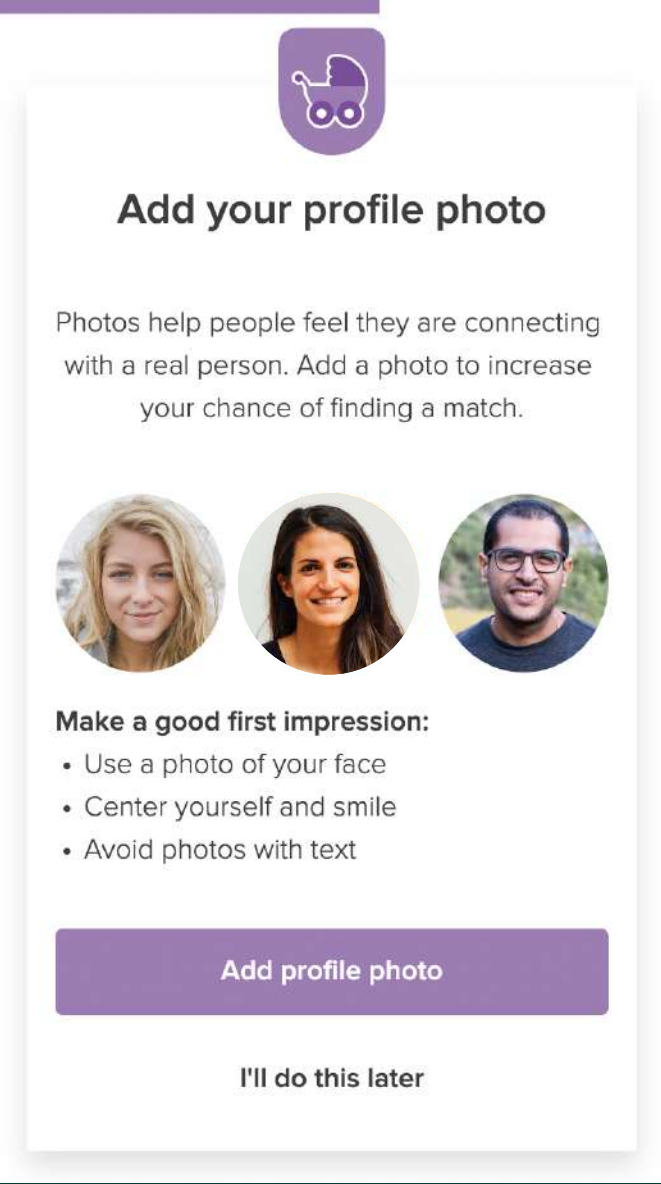 Add your profile photo
Photos help people feel they are connecting
with a real person. Add a photo to increase
your chance of finding a match.
Make a good first impression:
• Use a photo of your face
• Center yourself and smile
• Avoid photos with text
Add profile photo
I'll do this later